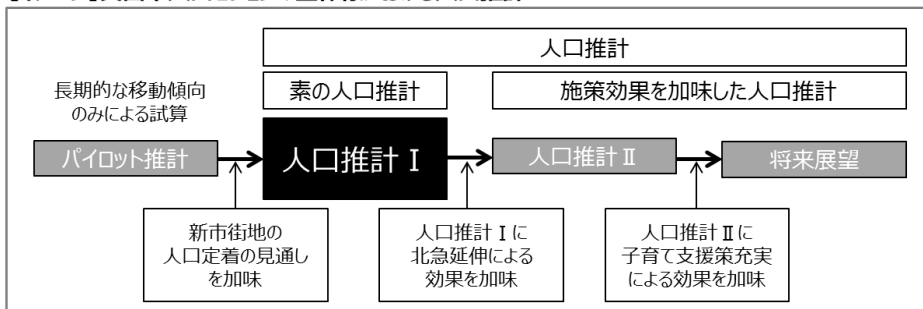 人口推計
長期的な移動傾向
のみによる試算
素の人口推計
施策効果を加味した人口推計
パイロット推計
人口推計Ⅰ
人口推計Ⅱ
将来展望
新市街地の
人口定着の見通し
を加味
人口推計Ⅰに
北急延伸による
効果を加味
人口推計Ⅱに
子育て支援策充実
による効果を加味